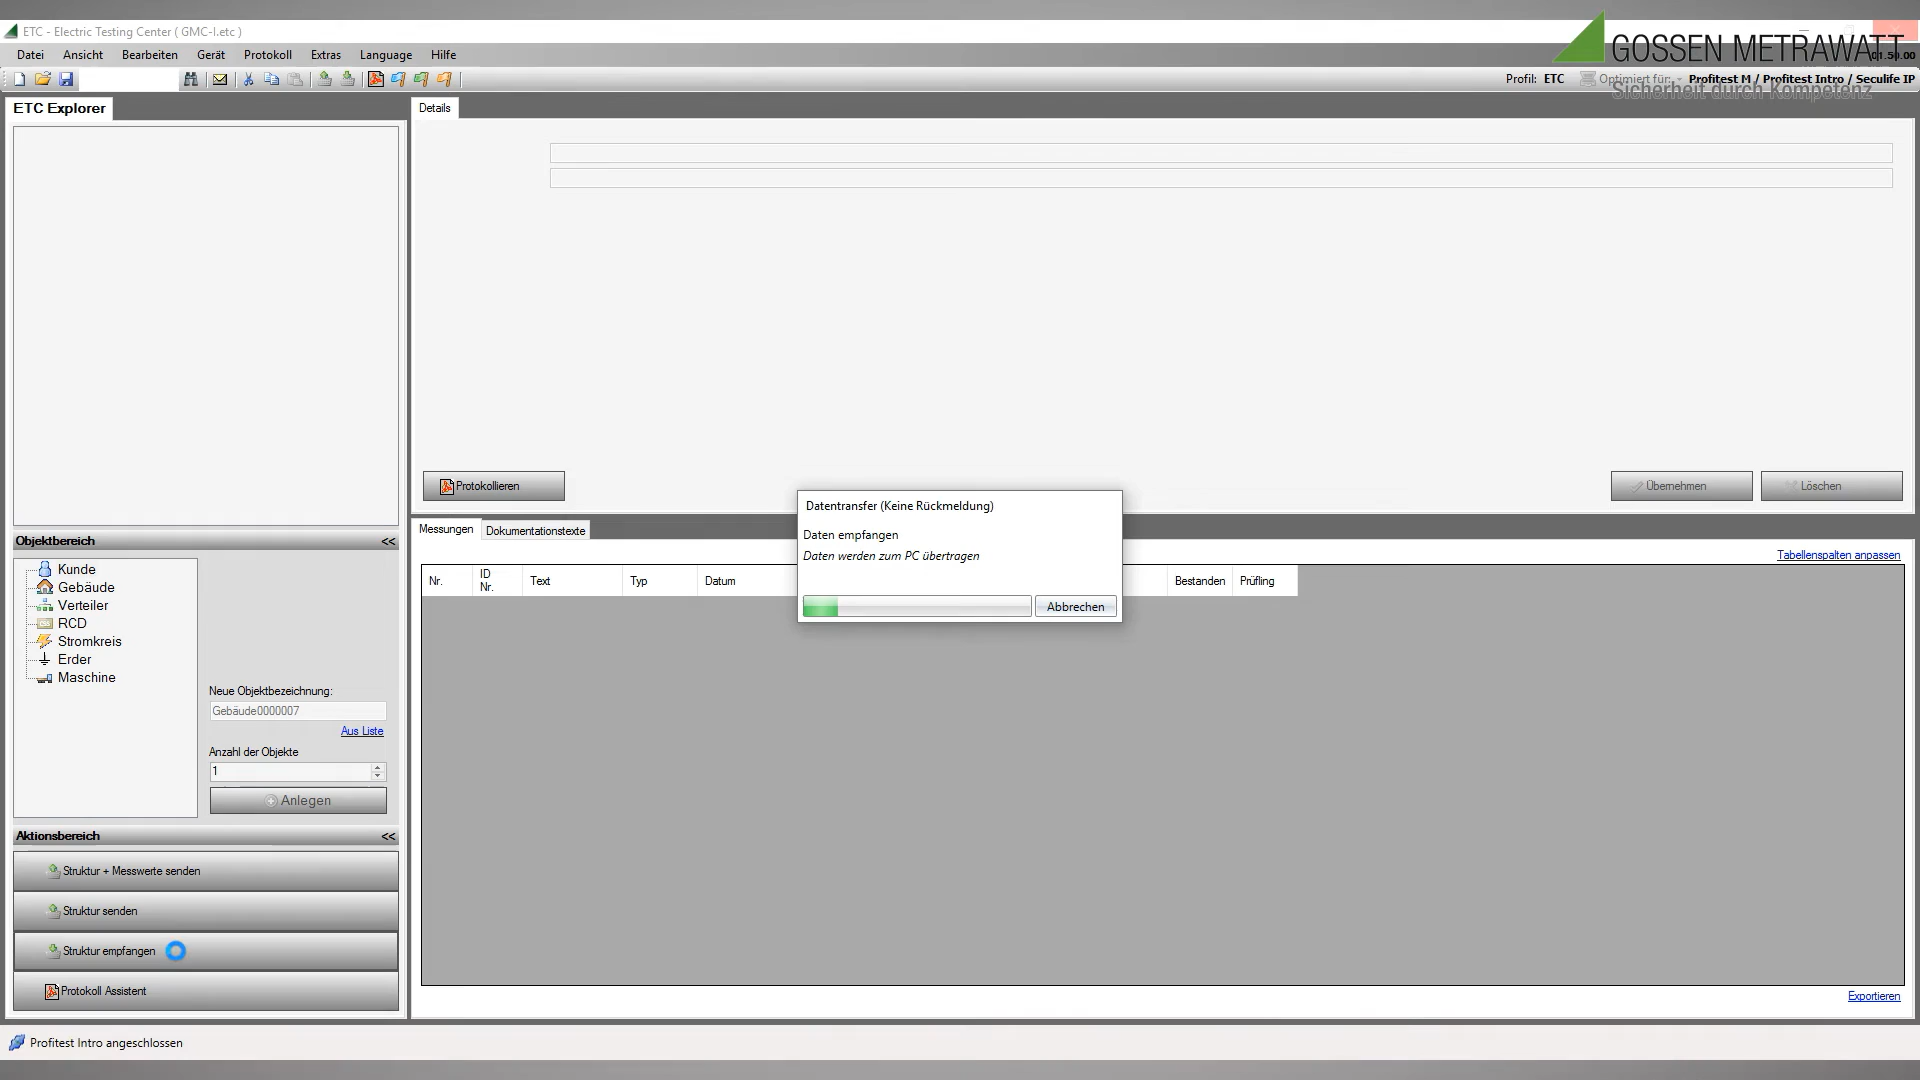 ETC - Electric Testing Center ( GMC-I.etc )
GOSSEN METRAWATT
Datei Ansicht Bearbeiten Gerät Protokoll Extras Language Hilfe
01.50.00
Profil: ETC Optimiert für: Profitest M / Profitest Intro / Seculife IP
Sicherheit durch Kompetenz
ETC Explorer
Details
Protokollieren
Übernehmen
Löschen
Datentransfer (Keine Rückmeldung)
Daten empfangen
Daten werden zum PC übertragen
Abbrechen
Messungen Dokumentationstexte
Tabellenspalten anpassen
Nr. ID Nr. Text Typ Datum Bestanden Prüfling
Objektbereich <<
Kunde
Gebäude
Verteiler
RCD
Stromkreis
Erder
Maschine
Neue Objektbezeichnung:
Gebäude0000007
Aus Liste
Anzahl der Objekte
1
Anlegen
Aktionsbereich <<
Struktur + Messwerte senden
Struktur senden
Struktur empfangen
Protokoll Assistent
Exportieren
Profitest Intro angeschlossen